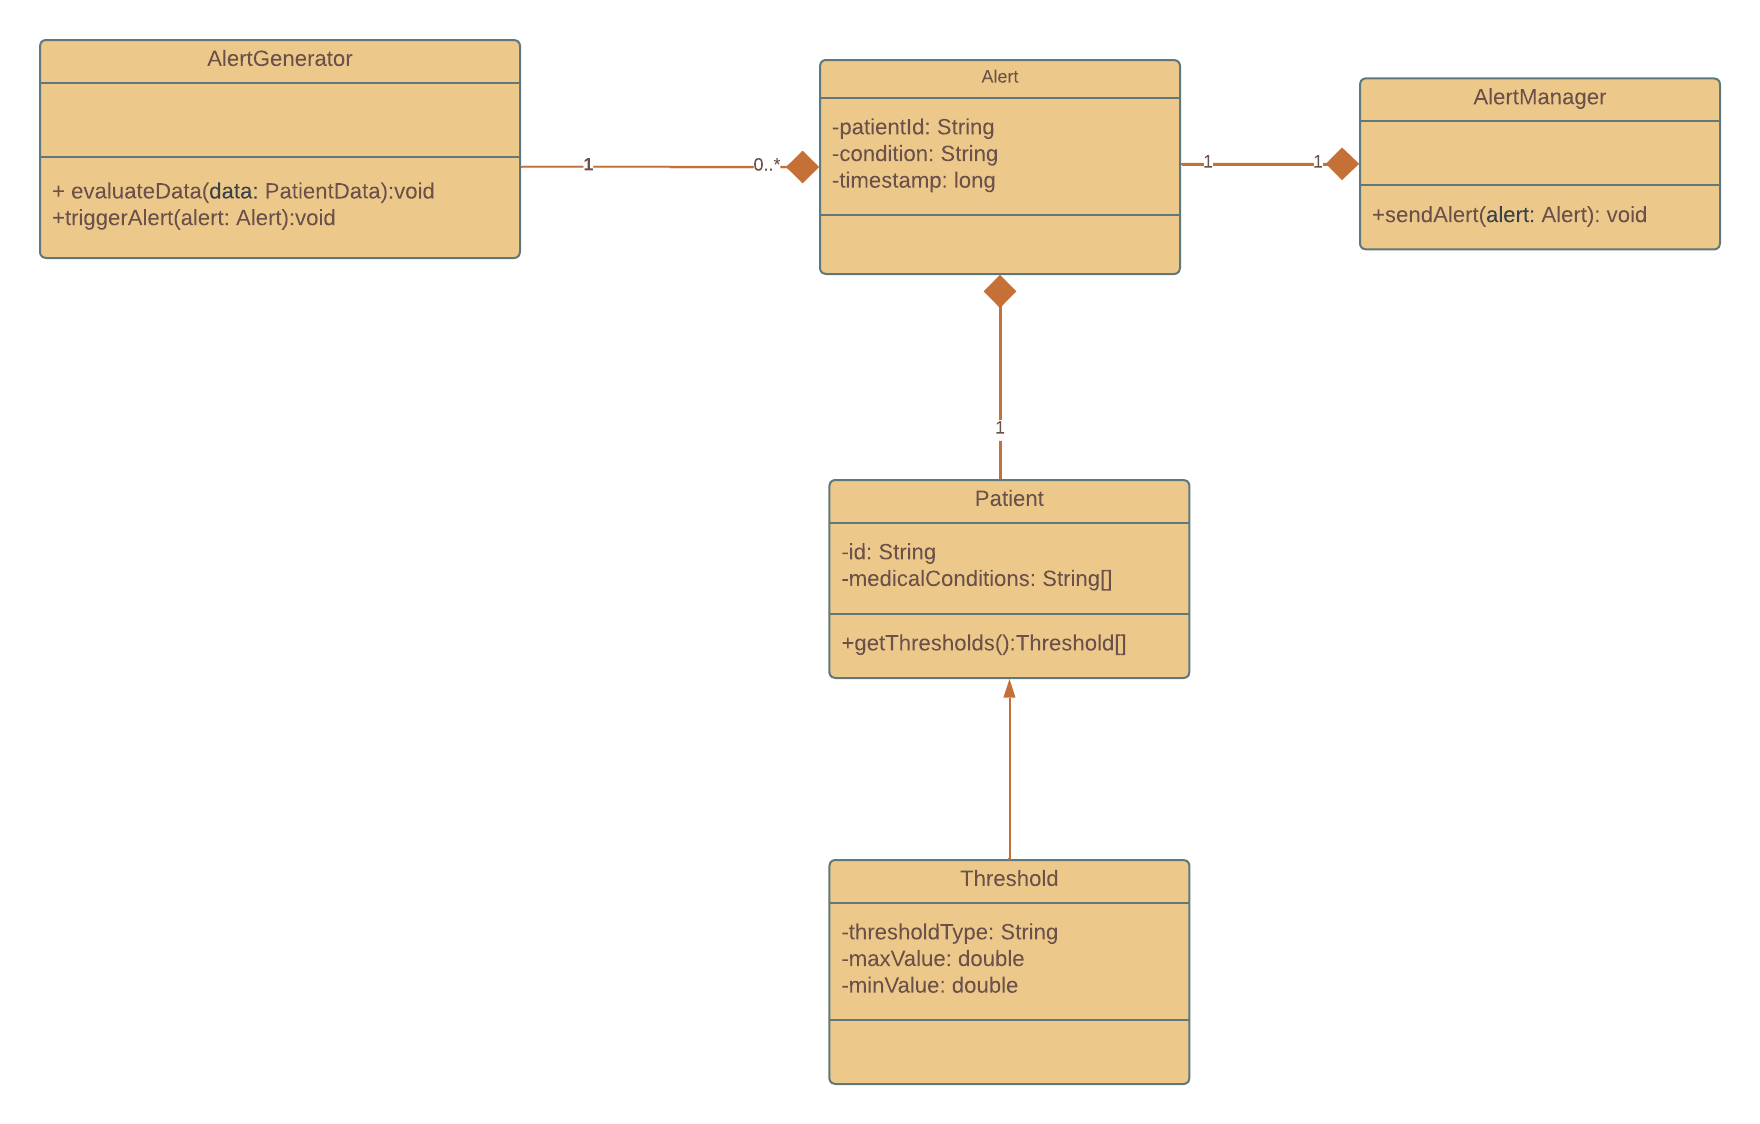 AlertGenerator
+ evaluateData(data: PatientData):void
+triggerAlert(alert: Alert):void
1
0..*
Alert
-patientId: String
-condition: String
-timestamp: long
1
1
AlertManager
+sendAlert(alert: Alert): void
1
Patient
-id: String
-medicalConditions: String[]
+getThresholds():Threshold[]
Threshold
-thresholdType: String
-maxValue: double
-minValue: double